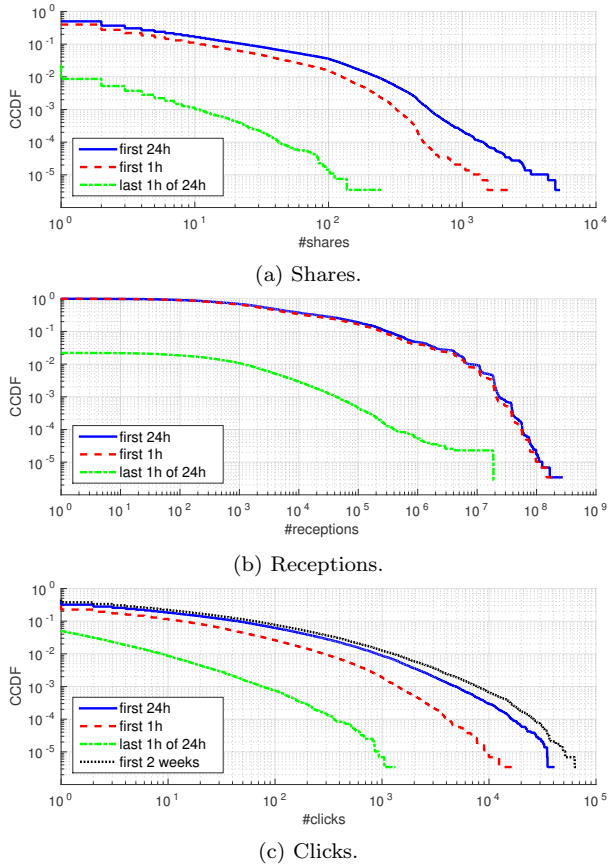 10^0
10^-1
10^-2
10^-3
10^-4
10^-5
CCDF
first 24h
first 1h
last 1h of 24h
10^0 10^1 10^2 10^3 10^4
#shares
(a) Shares.
10^0
10^-1
10^-2
10^-3
10^-4
10^-5
CCDF
first 24h
first 1h
last 1h of 24h
10^0 10^1 10^2 10^3 10^4 10^5 10^6 10^7 10^8 10^9
#receptions
(b) Receptions.
10^0
10^-1
10^-2
10^-3
10^-4
10^-5
CCDF
first 24h
first 1h
last 1h of 24h
first 2 weeks
10^0 10^1 10^2 10^3 10^4 10^5
#clicks
(c) Clicks.